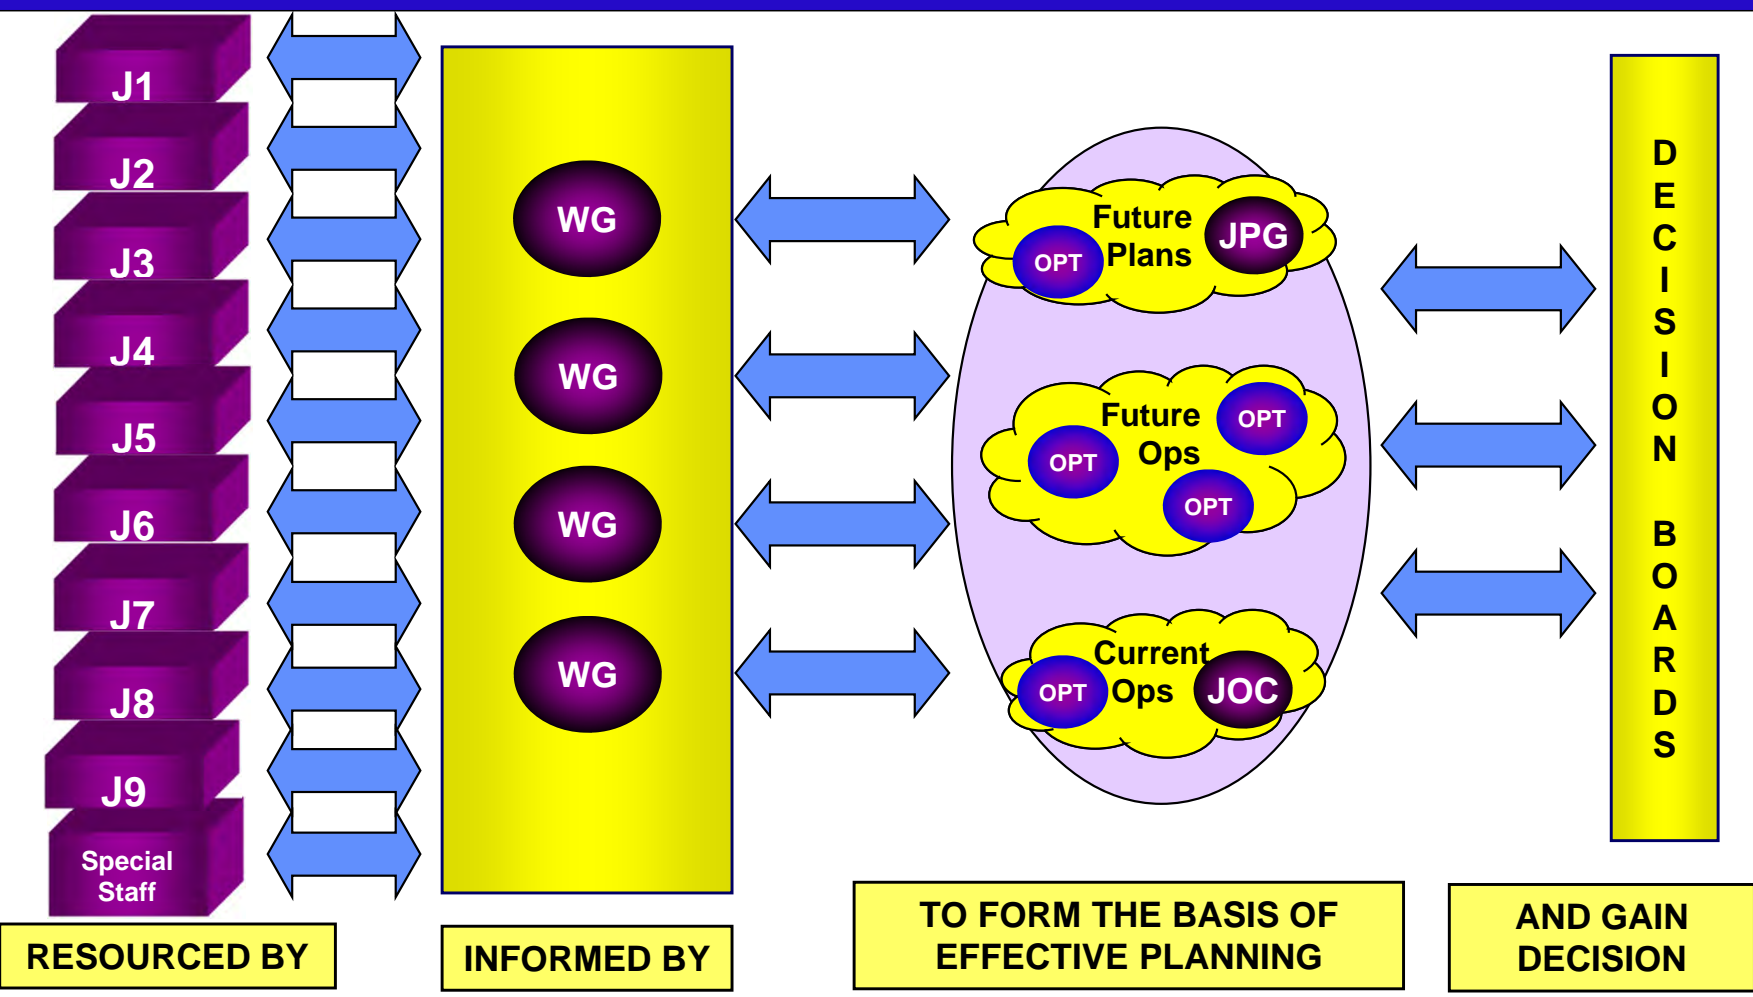 J1
J2
J3
J4
J5
J6
J7
J8
J9
Special
Staff
RESOURCED BY
WG
WG
WG
WG
INFORMED BY
Future
Plans
OPT
JPG
Future
Ops
OPT
OPT
OPT
Current
Ops
OPT
JOC
TO FORM THE BASIS OF
EFFECTIVE PLANNING
DECISION BOARDS
AND GAIN
DECISION